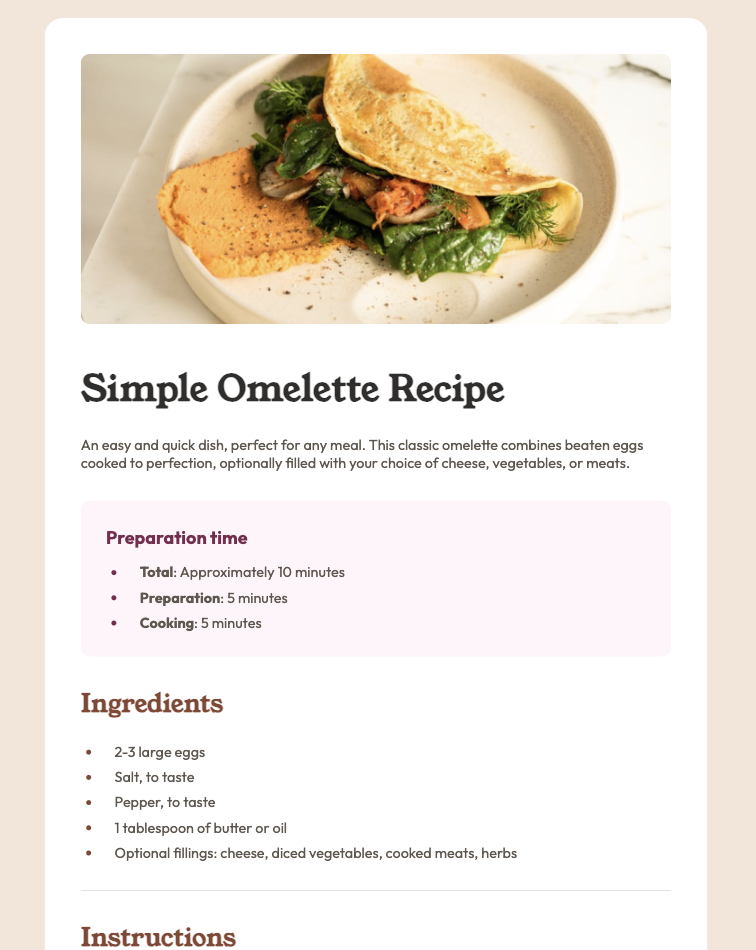 Simple Omelette Recipe
An easy and quick dish, perfect for any meal. This classic omelette combines beaten eggs
cooked to perfection, optionally filled with your choice of cheese, vegetables, or meats.
Preparation time
• Total: Approximately 10 minutes
• Preparation: 5 minutes
• Cooking: 5 minutes
Ingredients
• 2-3 large eggs
• Salt, to taste
• Pepper, to taste
• 1 tablespoon of butter or oil
• Optional fillings: cheese, diced vegetables, cooked meats, herbs
Instructions